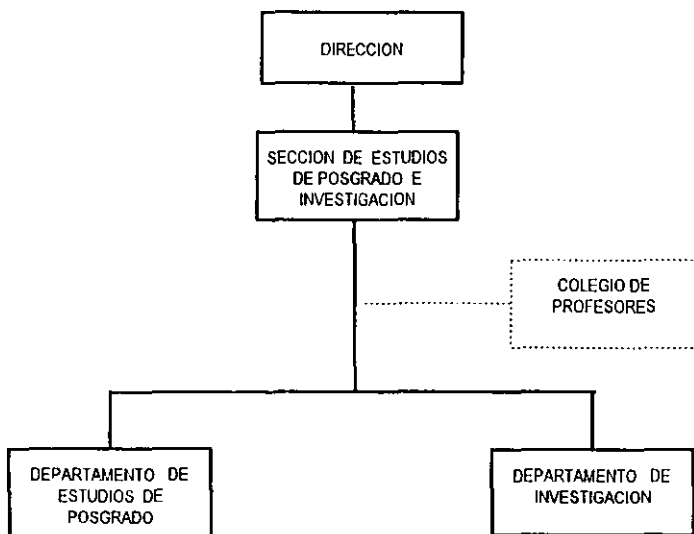 DIRECCION
SECCION DE ESTUDIOS
DE POSGRADO E
INVESTIGACION
COLEGIO DE
PROFESORES
DEPARTAMENTO DE
ESTUDIOS DE
POSGRADO
DEPARTAMENTO DE
INVESTIGACION